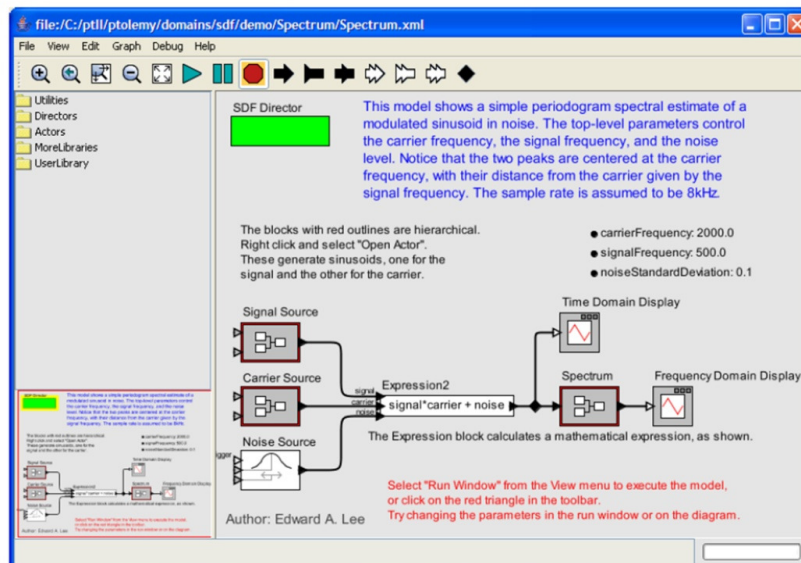 file:/C:/ptII/ptolemy/domains/sdf/demo/Spectrum/Spectrum.xml
File View Edit Graph Debug Help
Utilities
Directors
Actors
MoreLibraries
UserLibrary
SDF Director
This model shows a simple periodogram spectral estimate of a
modulated sinusoid in noise. The top-level parameters control
the carrier frequency, the signal frequency, and the noise
level. Notice that the two peaks are centered at the carrier
frequency, with their distance from the carrier given by the
signal frequency. The sample rate is assumed to be 8kHz.
The blocks with red outlines are hierarchical.
Right click and select "Open Actor".
These generate sinusoids, one for the
signal and the other for the carrier.
carrierFrequency: 2000.0
signalFrequency: 500.0
noiseStandardDeviation: 0.1
Time Domain Display
Signal Source
Carrier Source
Noise Source
signal
carrier
noise
Expression2
signal*carrier + noise
Spectrum
Frequency Domain Display
The Expression block calculates a mathematical expression, as shown.
Select "Run Window" from the View menu to execute the model,
or click on the red triangle in the toolbar.
Try changing the parameters in the run window or on the diagram.
Author: Edward A. Lee